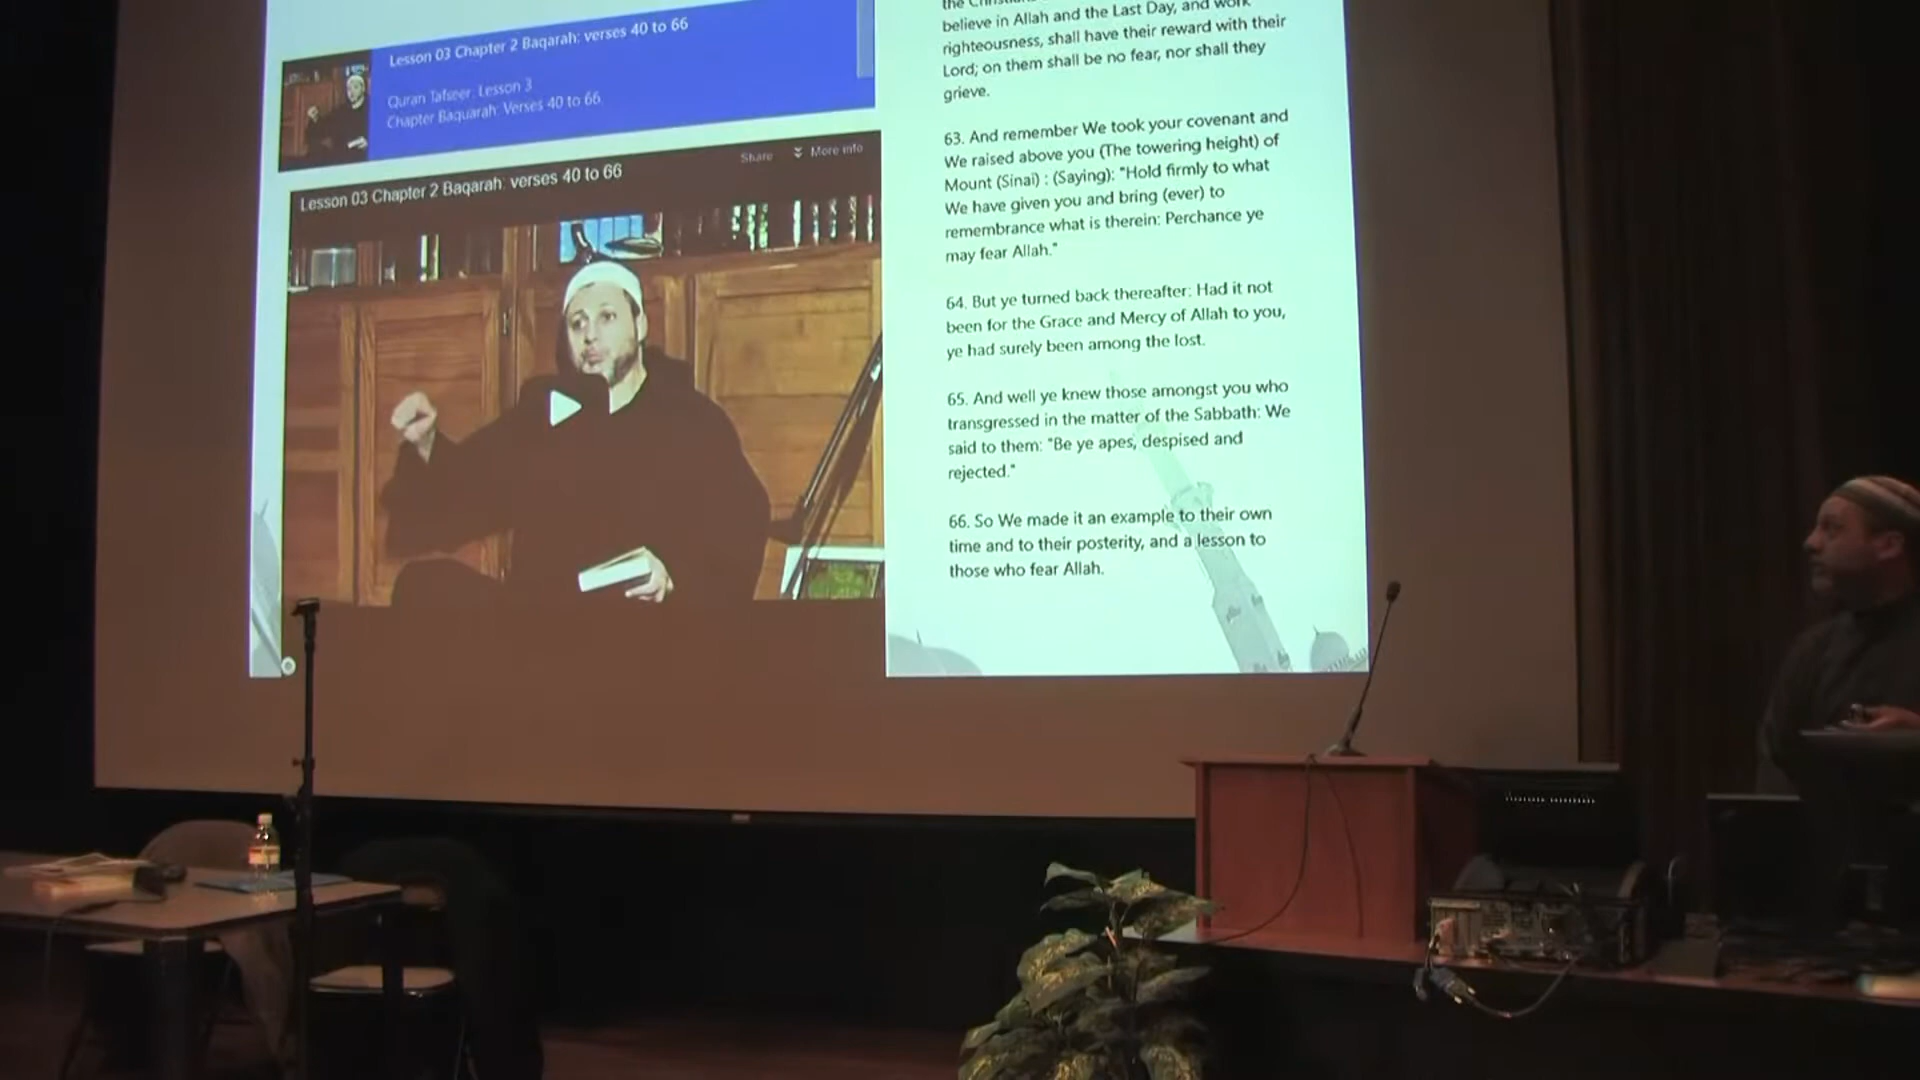 Lesson 03 Chapter 2 Baqarah: verses 40 to 66
Quran Tafseer: Lesson 3
Chapter Baquarah: Verses 40 to 66
Lesson 03 Chapter 2 Baqarah: verses 40 to 66
Share
More info
believe in Allah and the Last Day, and work
righteousness, shall have their reward with their
Lord; on them shall be no fear, nor shall they
grieve.
63. And remember We took your covenant and
We raised above you (The towering height) of
Mount (Sinai) : (Saying): "Hold firmly to what
We have given you and bring (ever) to
remembrance what is therein: Perchance ye
may fear Allah."
64. But ye turned back thereafter: Had it not
been for the Grace and Mercy of Allah to you,
ye had surely been among the lost.
65. And well ye knew those amongst you who
transgressed in the matter of the Sabbath: We
said to them: "Be ye apes, despised and
rejected."
66. So We made it an example to their own
time and to their posterity, and a lesson to
those who fear Allah.